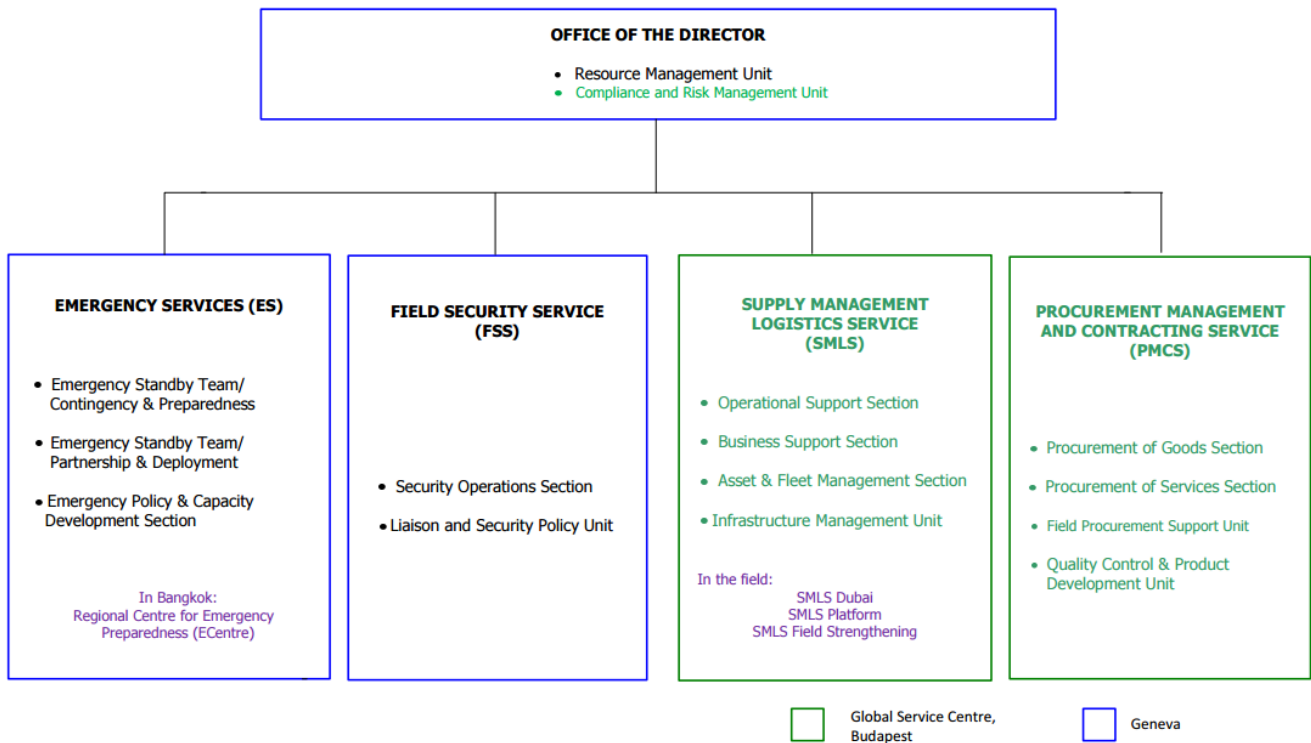 OFFICE OF THE DIRECTOR
• Resource Management Unit
• Compliance and Risk Management Unit
EMERGENCY SERVICES (ES)
• Emergency Standby Team/
Contingency & Preparedness
• Emergency Standby Team/
Partnership & Deployment
• Emergency Policy & Capacity
Development Section
In Bangkok:
Regional Centre for Emergency
Preparedness (ECentre)
FIELD SECURITY SERVICE
(FSS)
• Security Operations Section
• Liaison and Security Policy Unit
SUPPLY MANAGEMENT
LOGISTICS SERVICE
(SMLS)
• Operational Support Section
• Business Support Section
• Asset & Fleet Management Section
• Infrastructure Management Unit
In the field:
SMLS Dubai
SMLS Platform
SMLS Field Strengthening
PROCUREMENT MANAGEMENT
AND CONTRACTING SERVICE
(PMCS)
• Procurement of Goods Section
• Procurement of Services Section
• Field Procurement Support Unit
• Quality Control & Product
Development Unit
Global Service Centre,
Budapest
Geneva